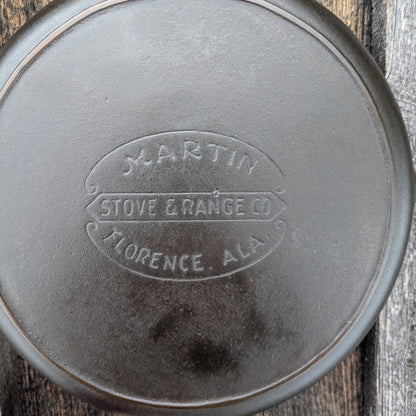 MARTIN
STOVE & RANGE CO
FLORENCE. ALA.